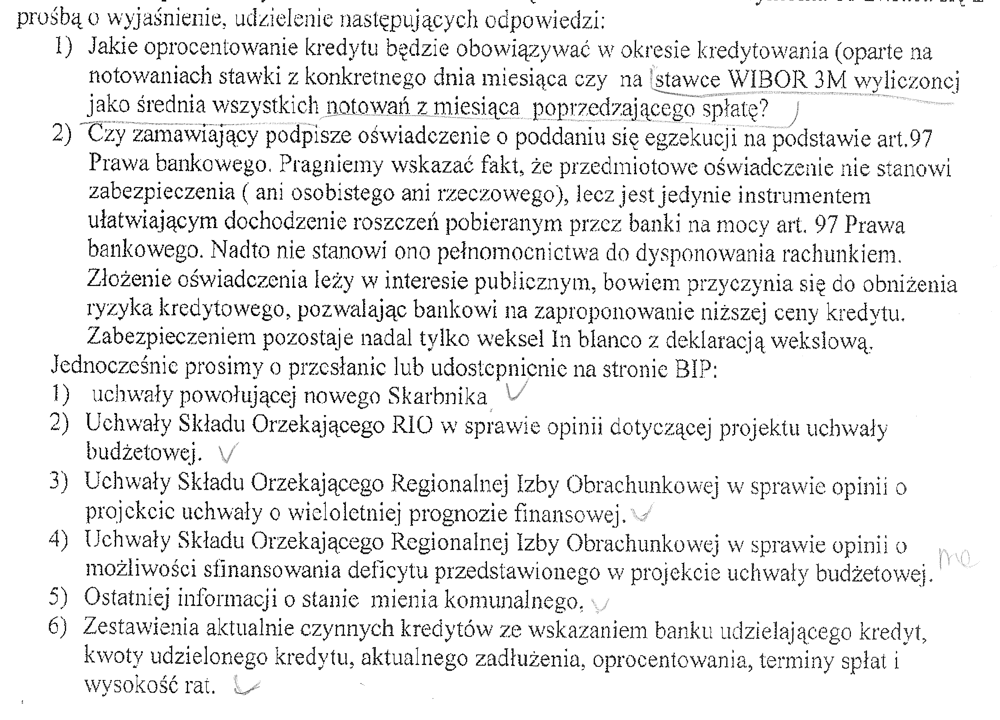 prośbą o wyjaśnienie, udzielenie następujących odpowiedzi:
1) Jakie oprocentowanie kredytu będzie obowiązywać w okresie kredytowania (oparte na
notowaniach stawki z konkretnego dnia miesiąca czy na stawce WIBOR 3M wyliczonej
jako średnia wszystkich notowań z miesiąca poprzedzającego spłatę?
2) Czy zamawiający podpisze oświadczenie o poddaniu się egzekucji na podstawie art.97
Prawa bankowego. Pragniemy wskazać fakt, że przedmiotowe oświadczenie nie stanowi
zabezpieczenia ( ani osobistego ani rzeczowego), lecz jest jedynie instrumentem
ułatwiającym dochodzenie roszczeń pobieranym przez banki na mocy art. 97 Prawa
bankowego. Nadto nie stanowi ono pełnomocnictwa do dysponowania rachunkiem.
Złożenie oświadczenia leży w interesie publicznym, bowiem przyczynia się do obniżenia
ryzyka kredytowego, pozwalając bankowi na zaproponowanie niższej ceny kredytu.
Zabezpieczeniem pozostaje nadal tylko weksel In blanco z deklaracją wekslową.
Jednocześnie prosimy o przesłanie lub udostępnienie na stronie BIP:
1) uchwały powołującej nowego Skarbnika
2) Uchwały Składu Orzekającego RIO w sprawie opinii dotyczącej projektu uchwały
budżetowej.
3) Uchwały Składu Orzekającego Regionalnej Izby Obrachunkowej w sprawie opinii o
projekcie uchwały o wieloletniej prognozie finansowej.
4) Uchwały Składu Orzekającego Regionalnej Izby Obrachunkowej w sprawie opinii o
możliwości sfinansowania deficytu przedstawionego w projekcie uchwały budżetowej.
5) Ostatniej informacji o stanie mienia komunalnego.
6) Zestawienia aktualnie czynnych kredytów ze wskazaniem banku udzielającego kredyt,
kwoty udzielonego kredytu, aktualnego zadłużenia, oprocentowania, terminy spłat i
wysokość rat.